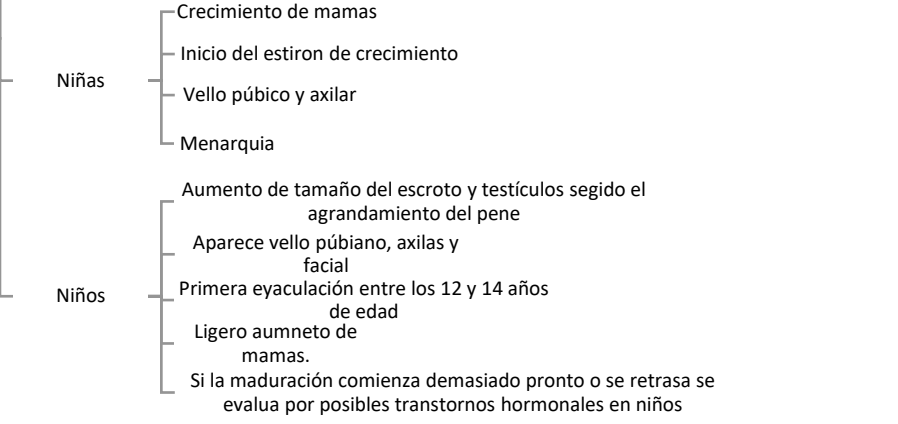 Niñas
Crecimiento de mamas
Inicio del estiron de crecimiento
Vello púbico y axilar
Menarquia
Niños
Aumento de tamaño del escroto y testículos segido el
agrandamiento del pene
Aparece vello púbiano, axilas y
facial
Primera eyaculación entre los 12 y 14 años
de edad
Ligero aumneto de
mamas.
Si la maduración comienza demasiado pronto o se retrasa se
evalua por posibles transtornos hormonales en niños